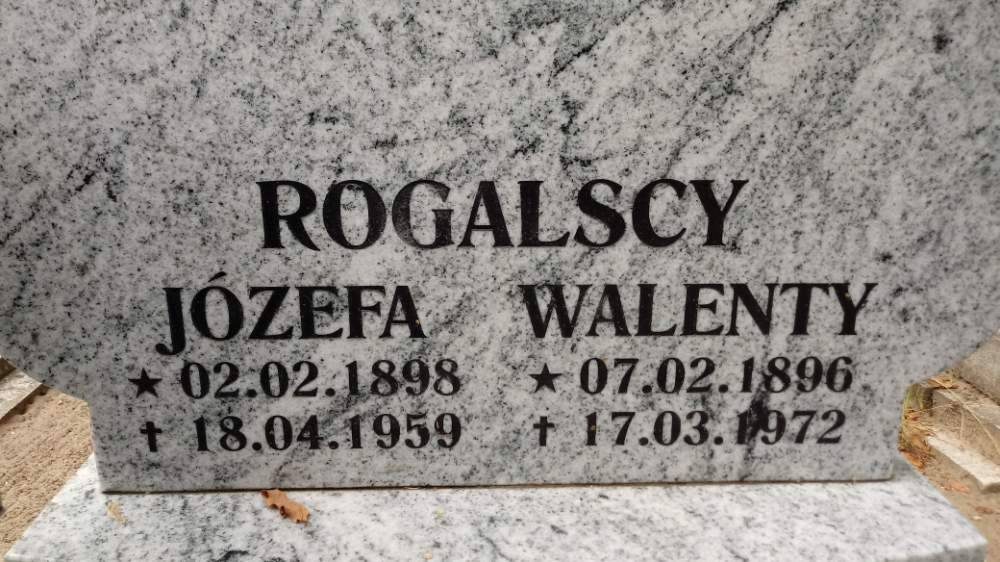 ROGALSCY
JÓZEFA WALENTY
★ 02.02.1898 ★ 07.02.1896
✝ 18.04.1959 ✝ 17.03.1972